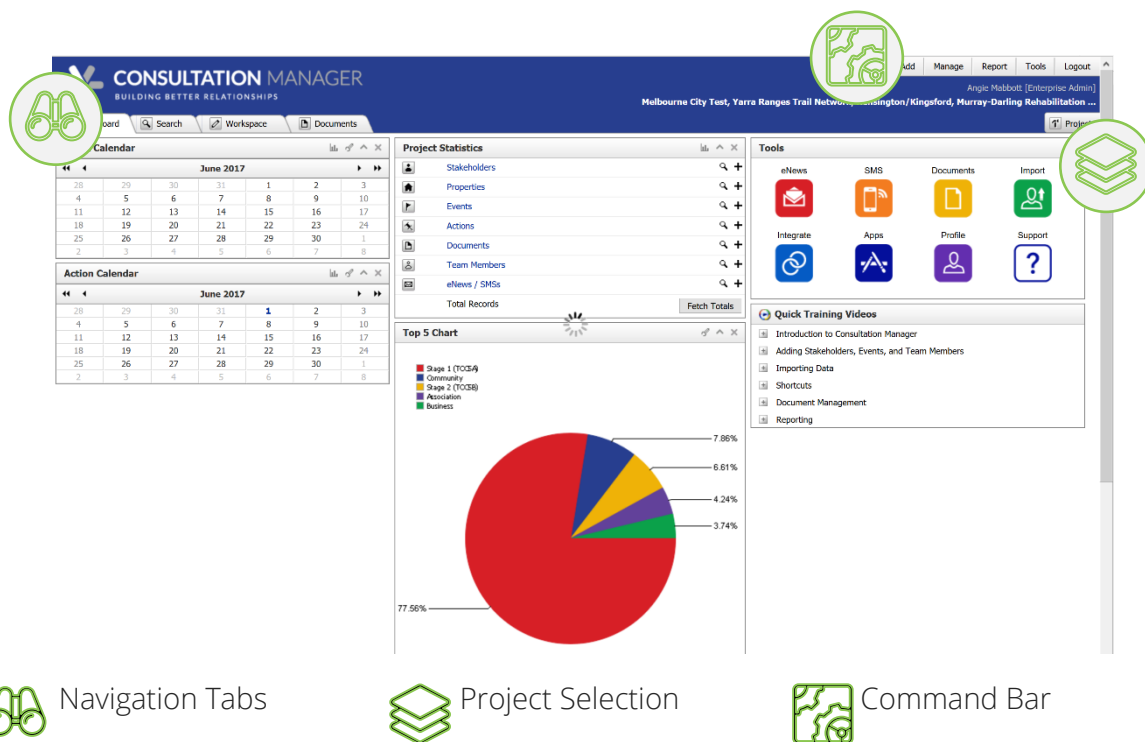 CONSULTATION MANAGER
BUILDING BETTER RELATIONSHIPS
Add Manage Report Tools Logout
Angie Mabbott [Enterprise Admin]
Melbourne City Test, Yarra Ranges Trail Network, Kensington/Kingsford, Murray-Darling Rehabilitation ...
Search Workspace Documents
Project
Calendar
June 2017
28 29 30 31 1 2 3
4 5 6 7 8 9 10
11 12 13 14 15 16 17
18 19 20 21 22 23 24
25 26 27 28 29 30 1
2 3 4 5 6 7 8
Action Calendar
June 2017
28 29 30 31 1 2 3
4 5 6 7 8 9 10
11 12 13 14 15 16 17
18 19 20 21 22 23 24
25 26 27 28 29 30 1
2 3 4 5 6 7 8
Project Statistics
Stakeholders
Properties
Events
Actions
Documents
Team Members
eNews / SMSs
Total Records
Fetch Totals
Top 5 Chart
Stage 1 (TOCSA)
Community
Stage 2 (TOCSB)
Association
Business
7.86%
6.61%
4.24%
3.74%
77.56%
Tools
eNews SMS Documents Import
Integrate Apps Profile Support
?
Quick Training Videos
Introduction to Consultation Manager
Adding Stakeholders, Events, and Team Members
Importing Data
Shortcuts
Document Management
Reporting
Navigation Tabs
Project Selection
Command Bar